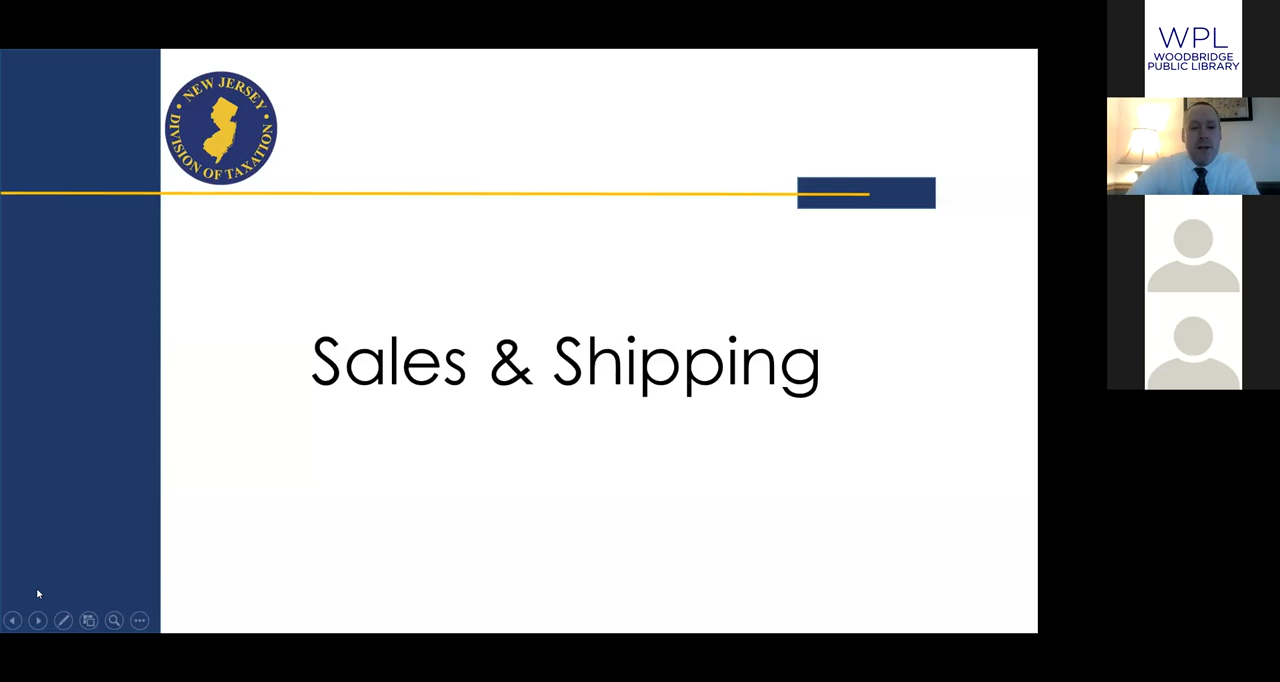 NEW JERSEY
DIVISION OF TAXATION
Sales & Shipping
WPL
WOODBRIDGE
PUBLIC LIBRARY